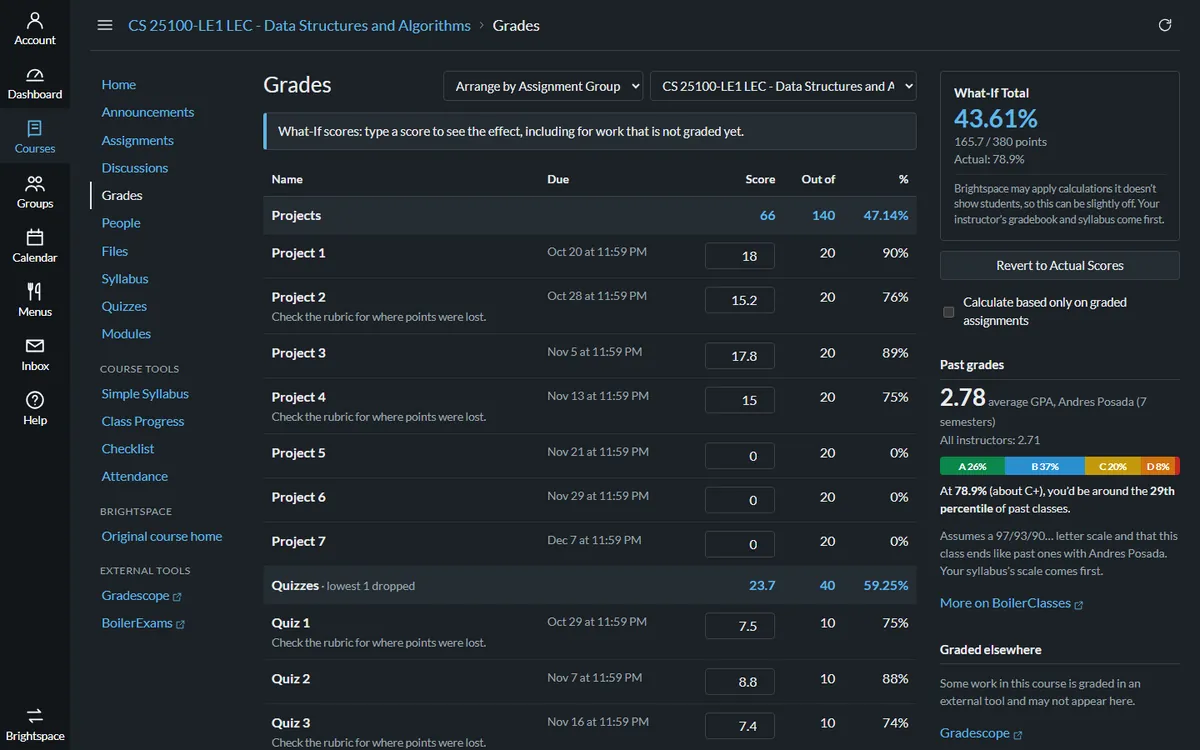 Account
Dashboard
Courses
Groups
Calendar
Menus
Inbox
Help
Brightspace
CS 25100-LE1 LEC - Data Structures and Algorithms › Grades
Home
Announcements
Assignments
Discussions
Grades
People
Files
Syllabus
Quizzes
Modules
COURSE TOOLS
Simple Syllabus
Class Progress
Checklist
Attendance
BRIGHTSPACE
Original course home
EXTERNAL TOOLS
Gradescope
BoilerExams
Grades
Arrange by Assignment Group
CS 25100-LE1 LEC - Data Structures and A
What-If scores: type a score to see the effect, including for work that is not graded yet.
Name Due Score Out of %
Projects 66 140 47.14%
Project 1 Oct 20 at 11:59 PM 18 20 90%
Project 2 Oct 28 at 11:59 PM 15.2 20 76%
Check the rubric for where points were lost.
Project 3 Nov 5 at 11:59 PM 17.8 20 89%
Project 4 Nov 13 at 11:59 PM 15 20 75%
Check the rubric for where points were lost.
Project 5 Nov 21 at 11:59 PM 0 20 0%
Project 6 Nov 29 at 11:59 PM 0 20 0%
Project 7 Dec 7 at 11:59 PM 0 20 0%
Quizzes · lowest 1 dropped 23.7 40 59.25%
Quiz 1 Oct 29 at 11:59 PM 7.5 10 75%
Check the rubric for where points were lost.
Quiz 2 Nov 7 at 11:59 PM 8.8 10 88%
Quiz 3 Nov 16 at 11:59 PM 7.4 10 74%
Check the rubric for where points were lost.
What-If Total
43.61%
165.7 / 380 points
Actual: 78.9%
Brightspace may apply calculations it doesn't
show students, so this can be slightly off. Your
instructor's gradebook and syllabus come first.
Revert to Actual Scores
Calculate based only on graded
assignments
Past grades
2.78 average GPA, Andres Posada (7
semesters)
All instructors: 2.71
A 26% B 37% C 20% D 8%
At 78.9% (about C+), you'd be around the 29th
percentile of past classes.
Assumes a 97/93/90... letter scale and that this
class ends like past ones with Andres Posada.
Your syllabus's scale comes first.
More on BoilerClasses
Graded elsewhere
Some work in this course is graded in an
external tool and may not appear here.
Gradescope